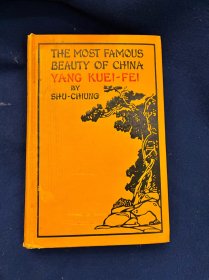 THE MOST FAMOUS
BEAUTY OF CHINA
YANG KUEI-FEI
BY
SHU-CHIUNG